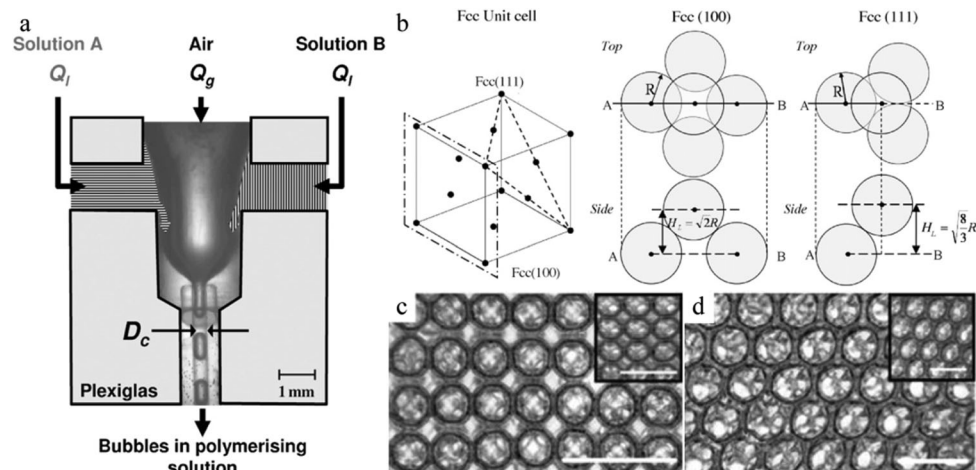 a
Solution A
Q_l
Air
Q_g
Solution B
Q_l
D_c
Plexiglas
1 mm
Bubbles in polymerising
solution
b
Fcc Unit cell
Fcc(111)
Fcc(100)
Fcc (100)
Top
R
A
B
Side
H_L = √2R
A
B
Fcc (111)
Top
R
A
B
Side
H_L = √(8/3)R
A
B
c
d